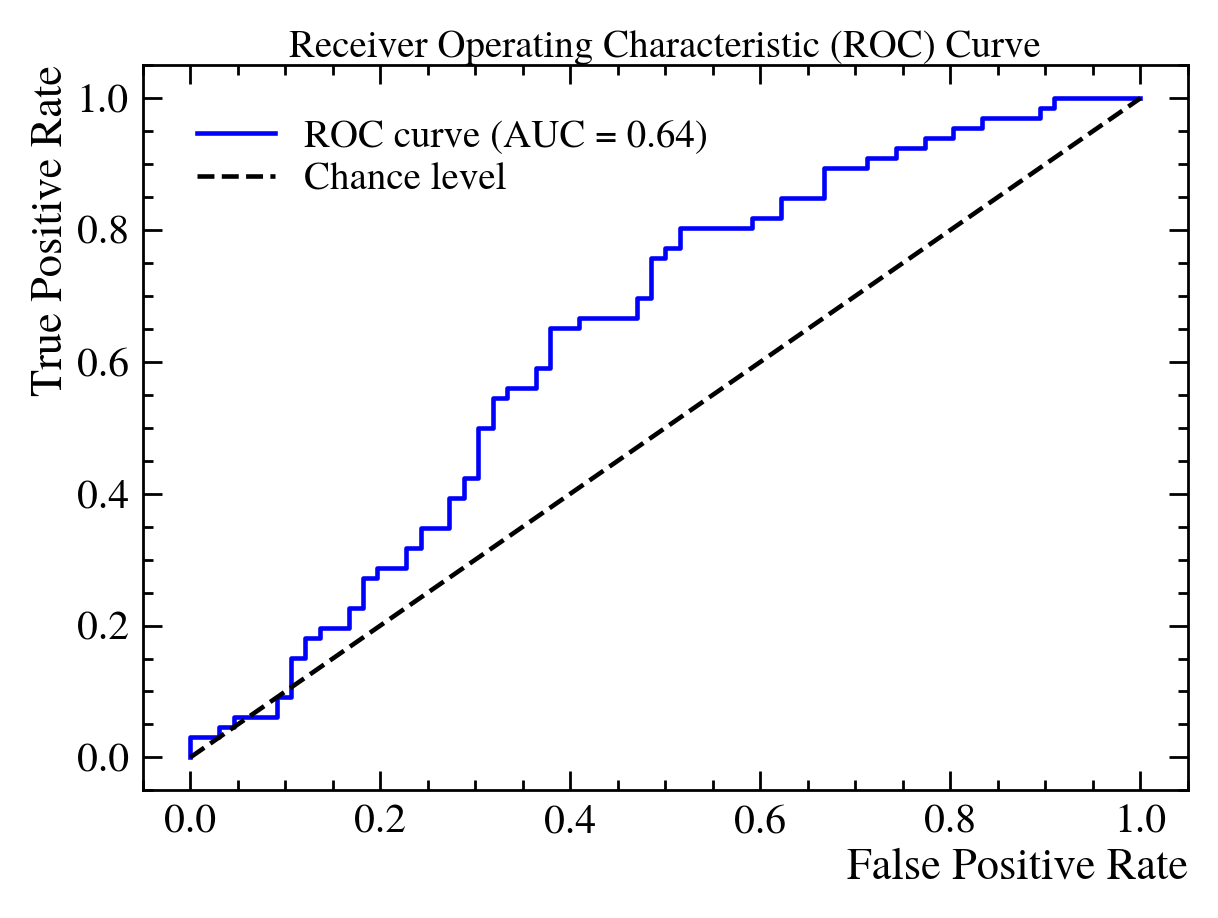 Receiver Operating Characteristic (ROC) Curve
True Positive Rate
1.0
0.8
0.6
0.4
0.2
0.0
ROC curve (AUC = 0.64)
Chance level
0.0 0.2 0.4 0.6 0.8 1.0
False Positive Rate